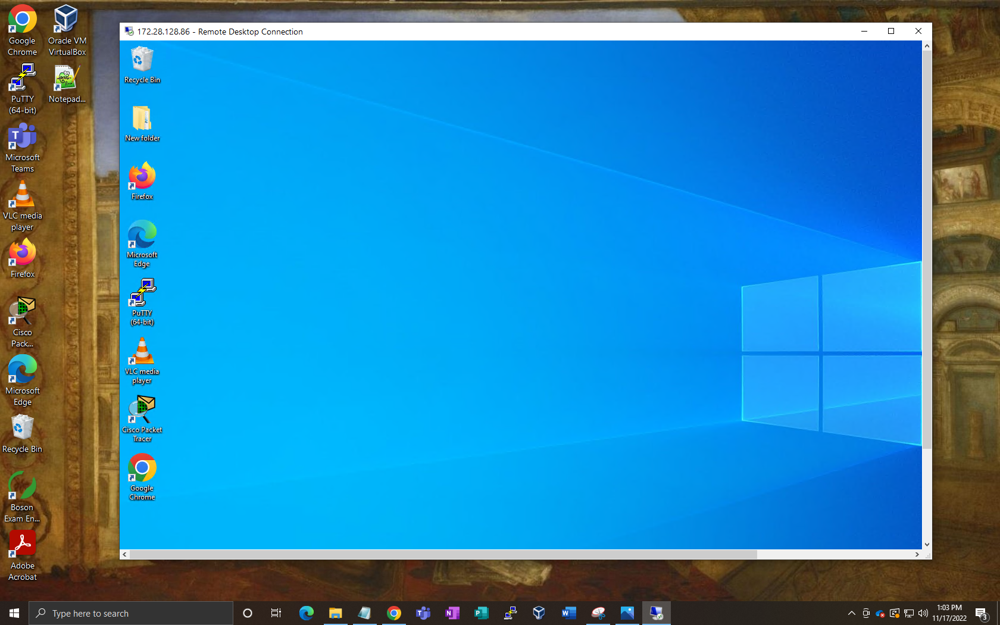 Google
Chrome
Oracle VM
VirtualBox
PuTTY
(64-bit)
Notepad...
Microsoft
Teams
VLC media
player
Firefox
Cisco
Pack...
Microsoft
Edge
Recycle Bin
Boson
Exam En...
Adobe
Acrobat
172.28.128.86 - Remote Desktop Connection
Recycle Bin
New folder
Firefox
Microsoft
Edge
PuTTY
(64-bit)
VLC media
player
Cisco Packet
Tracer
Google
Chrome
Type here to search
1:03 PM
11/17/2022
3